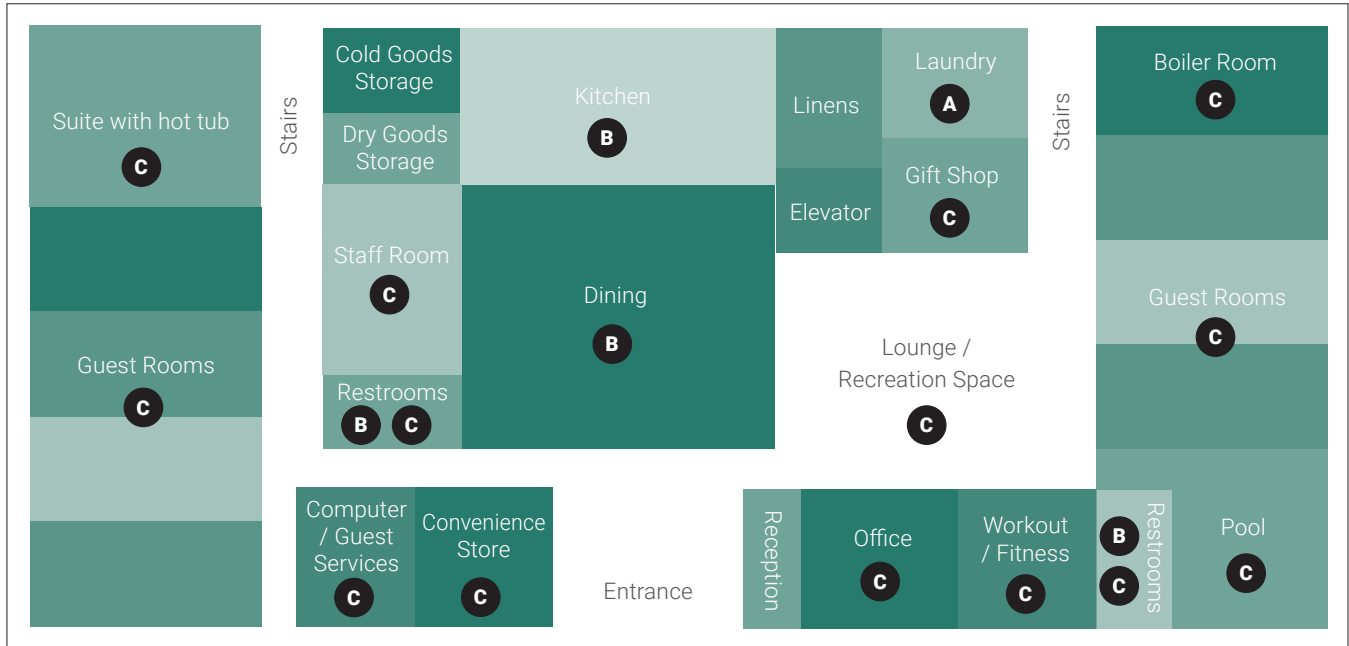 Suite with hot tub
C
Guest Rooms
C
Stairs
Cold Goods
Storage
Dry Goods
Storage
Staff Room
C
Restrooms
B C
Kitchen
B
Dining
B
Linens
Elevator
Laundry
A
Gift Shop
C
Lounge /
Recreation Space
C
Stairs
Boiler Room
C
Guest Rooms
C
Computer
/ Guest
Services
C
Convenience
Store
C
Entrance
Reception
Office
C
Workout
/ Fitness
C
Restrooms
B
C
Pool
C